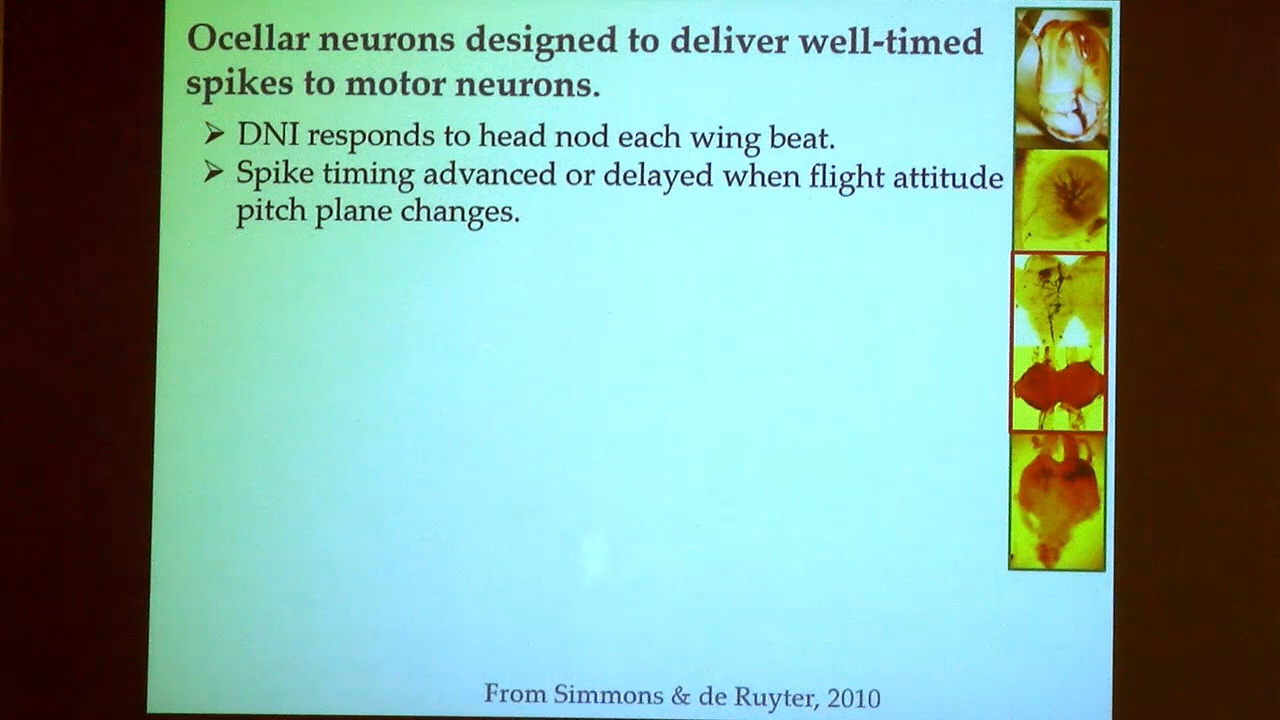 Ocellar neurons designed to deliver well-timed
spikes to motor neurons.
➢ DNI responds to head nod each wing beat.
➢ Spike timing advanced or delayed when flight attitude
pitch plane changes.
From Simmons & de Ruyter, 2010